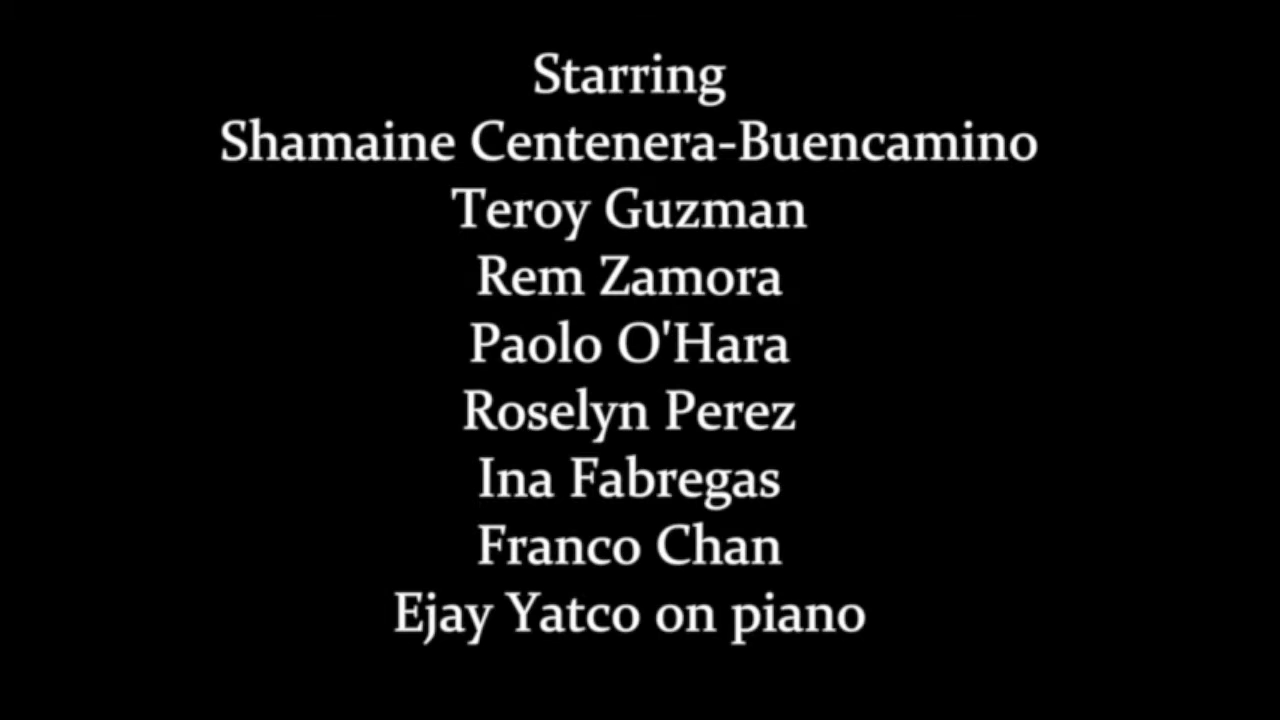 Starring
Shamaine Centenera-Buencamino
Teroy Guzman
Rem Zamora
Paolo O'Hara
Roselyn Perez
Ina Fabregas
Franco Chan
Ejay Yatco on piano